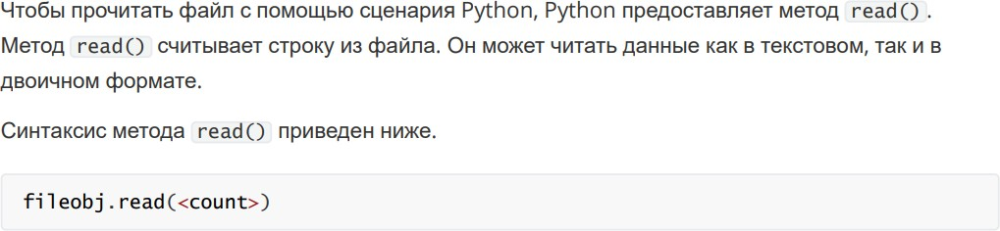 Чтобы прочитать файл с помощью сценария Python, Python предоставляет метод read().
Метод read() считывает строку из файла. Он может читать данные как в текстовом, так и в
двоичном формате.
Синтаксис метода read() приведен ниже.
fileobj.read(<count>)